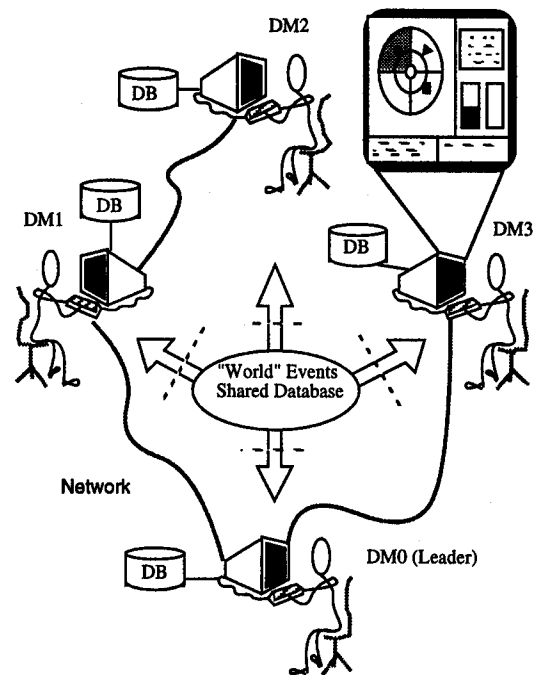 DM2
DB
DB
DM1
DB
DM3
"World" Events
Shared Database
Network
DB
DM0 (Leader)